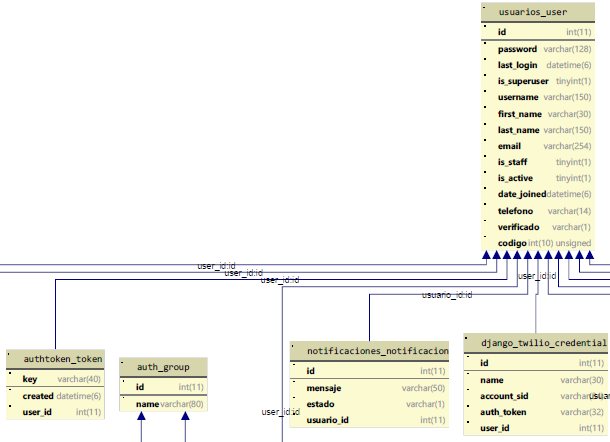 usuarios_user
id int(11)
password varchar(128)
last_login datetime(6)
is_superuser tinyint(1)
username varchar(150)
first_name varchar(30)
last_name varchar(150)
email varchar(254)
is_staff tinyint(1)
is_active tinyint(1)
date_joined datetime(6)
telefono varchar(14)
verificado varchar(1)
codigo int(10) unsigned
user_id:id
user_id:id
user_id:id
user_id:id
usuario_id:id
authtoken_token
key varchar(40)
created datetime(6)
user_id int(11)
auth_group
id int(11)
name varchar(80)
user_id:id
notificaciones_notificacion
id int(11)
mensaje varchar(50)
estado varchar(1)
usuario_id int(11)
django_twilio_credential
id int(11)
name varchar(30)
account_sid
auth_token varchar(32)
user_id int(11)